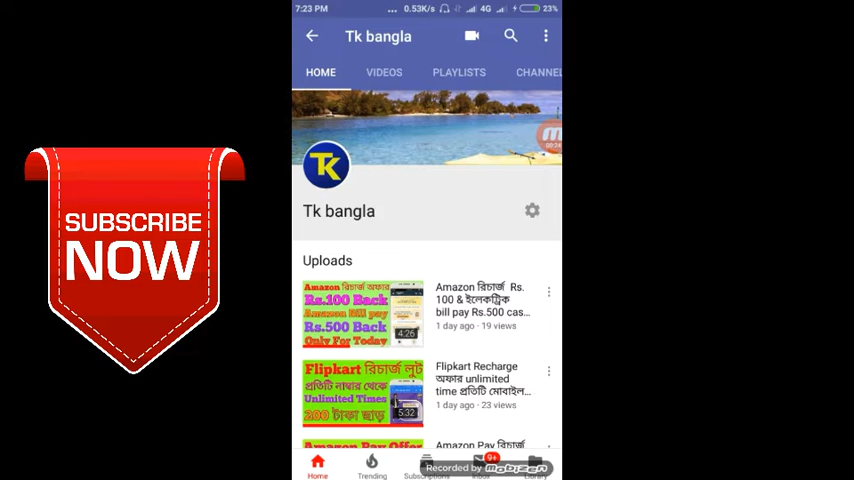 7:23 PM ... 0.53K/s 4G 23%
Tk bangla
HOME VIDEOS PLAYLISTS CHANNEL
00:24
TK
Tk bangla
SUBSCRIBE
NOW
Uploads
Amazon রিচার্জ অফার
Rs.100 Back
Amazon Bill pay
Rs.500 Back
Only For Today
4:26
Amazon রিচার্জ Rs.
100 & ইলেকট্রিক
bill pay Rs.500 cas...
1 day ago · 19 views
Flipkart রিচার্জ লুট
প্রতিটি নাম্বার থেকে
Unlimited Times
200 টাকা ছাড়
5:32
Flipkart Recharge
অফার unlimited
time প্রতিটি মোবাইল...
1 day ago · 23 views
Amazon Pay Offer
Amazon Pay রিচার্জ
9+
Home Trending Subscriptions Inbox Library
Recorded by mobizen